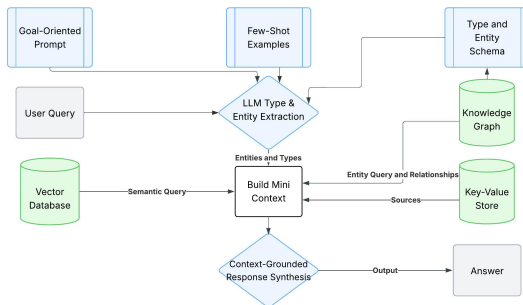 Goal-Oriented
Prompt
Few-Shot
Examples
Type and
Entity
Schema
User Query
LLM Type &
Entity Extraction
Knowledge
Graph
Entities and Types
Entity Query and Relationships
Vector
Database
Semantic Query
Build Mini
Context
Sources
Key-Value
Store
Context-Grounded
Response Synthesis
Output
Answer